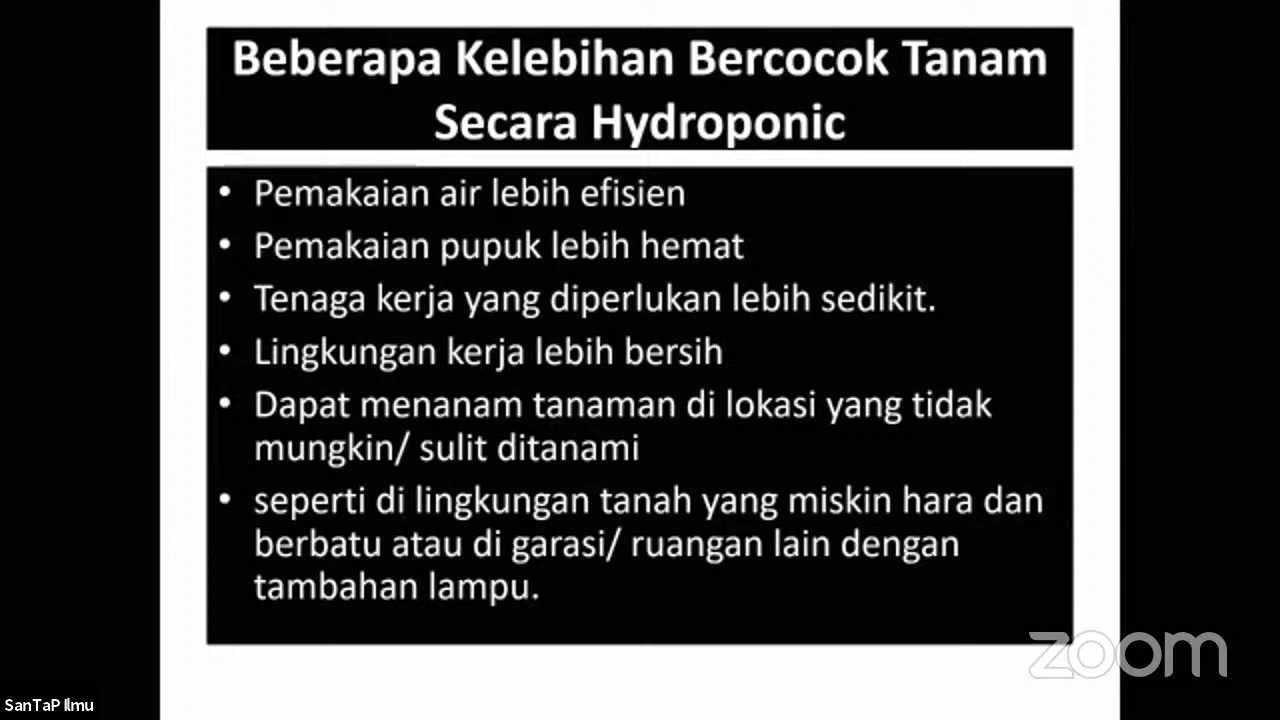 Beberapa Kelebihan Bercocok Tanam
Secara Hydroponic
• Pemakaian air lebih efisien
• Pemakaian pupuk lebih hemat
• Tenaga kerja yang diperlukan lebih sedikit.
• Lingkungan kerja lebih bersih
• Dapat menanam tanaman di lokasi yang tidak
mungkin/ sulit ditanami
• seperti di lingkungan tanah yang miskin hara dan
berbatu atau di garasi/ ruangan lain dengan
tambahan lampu.
zoom
SanTaP Ilmu